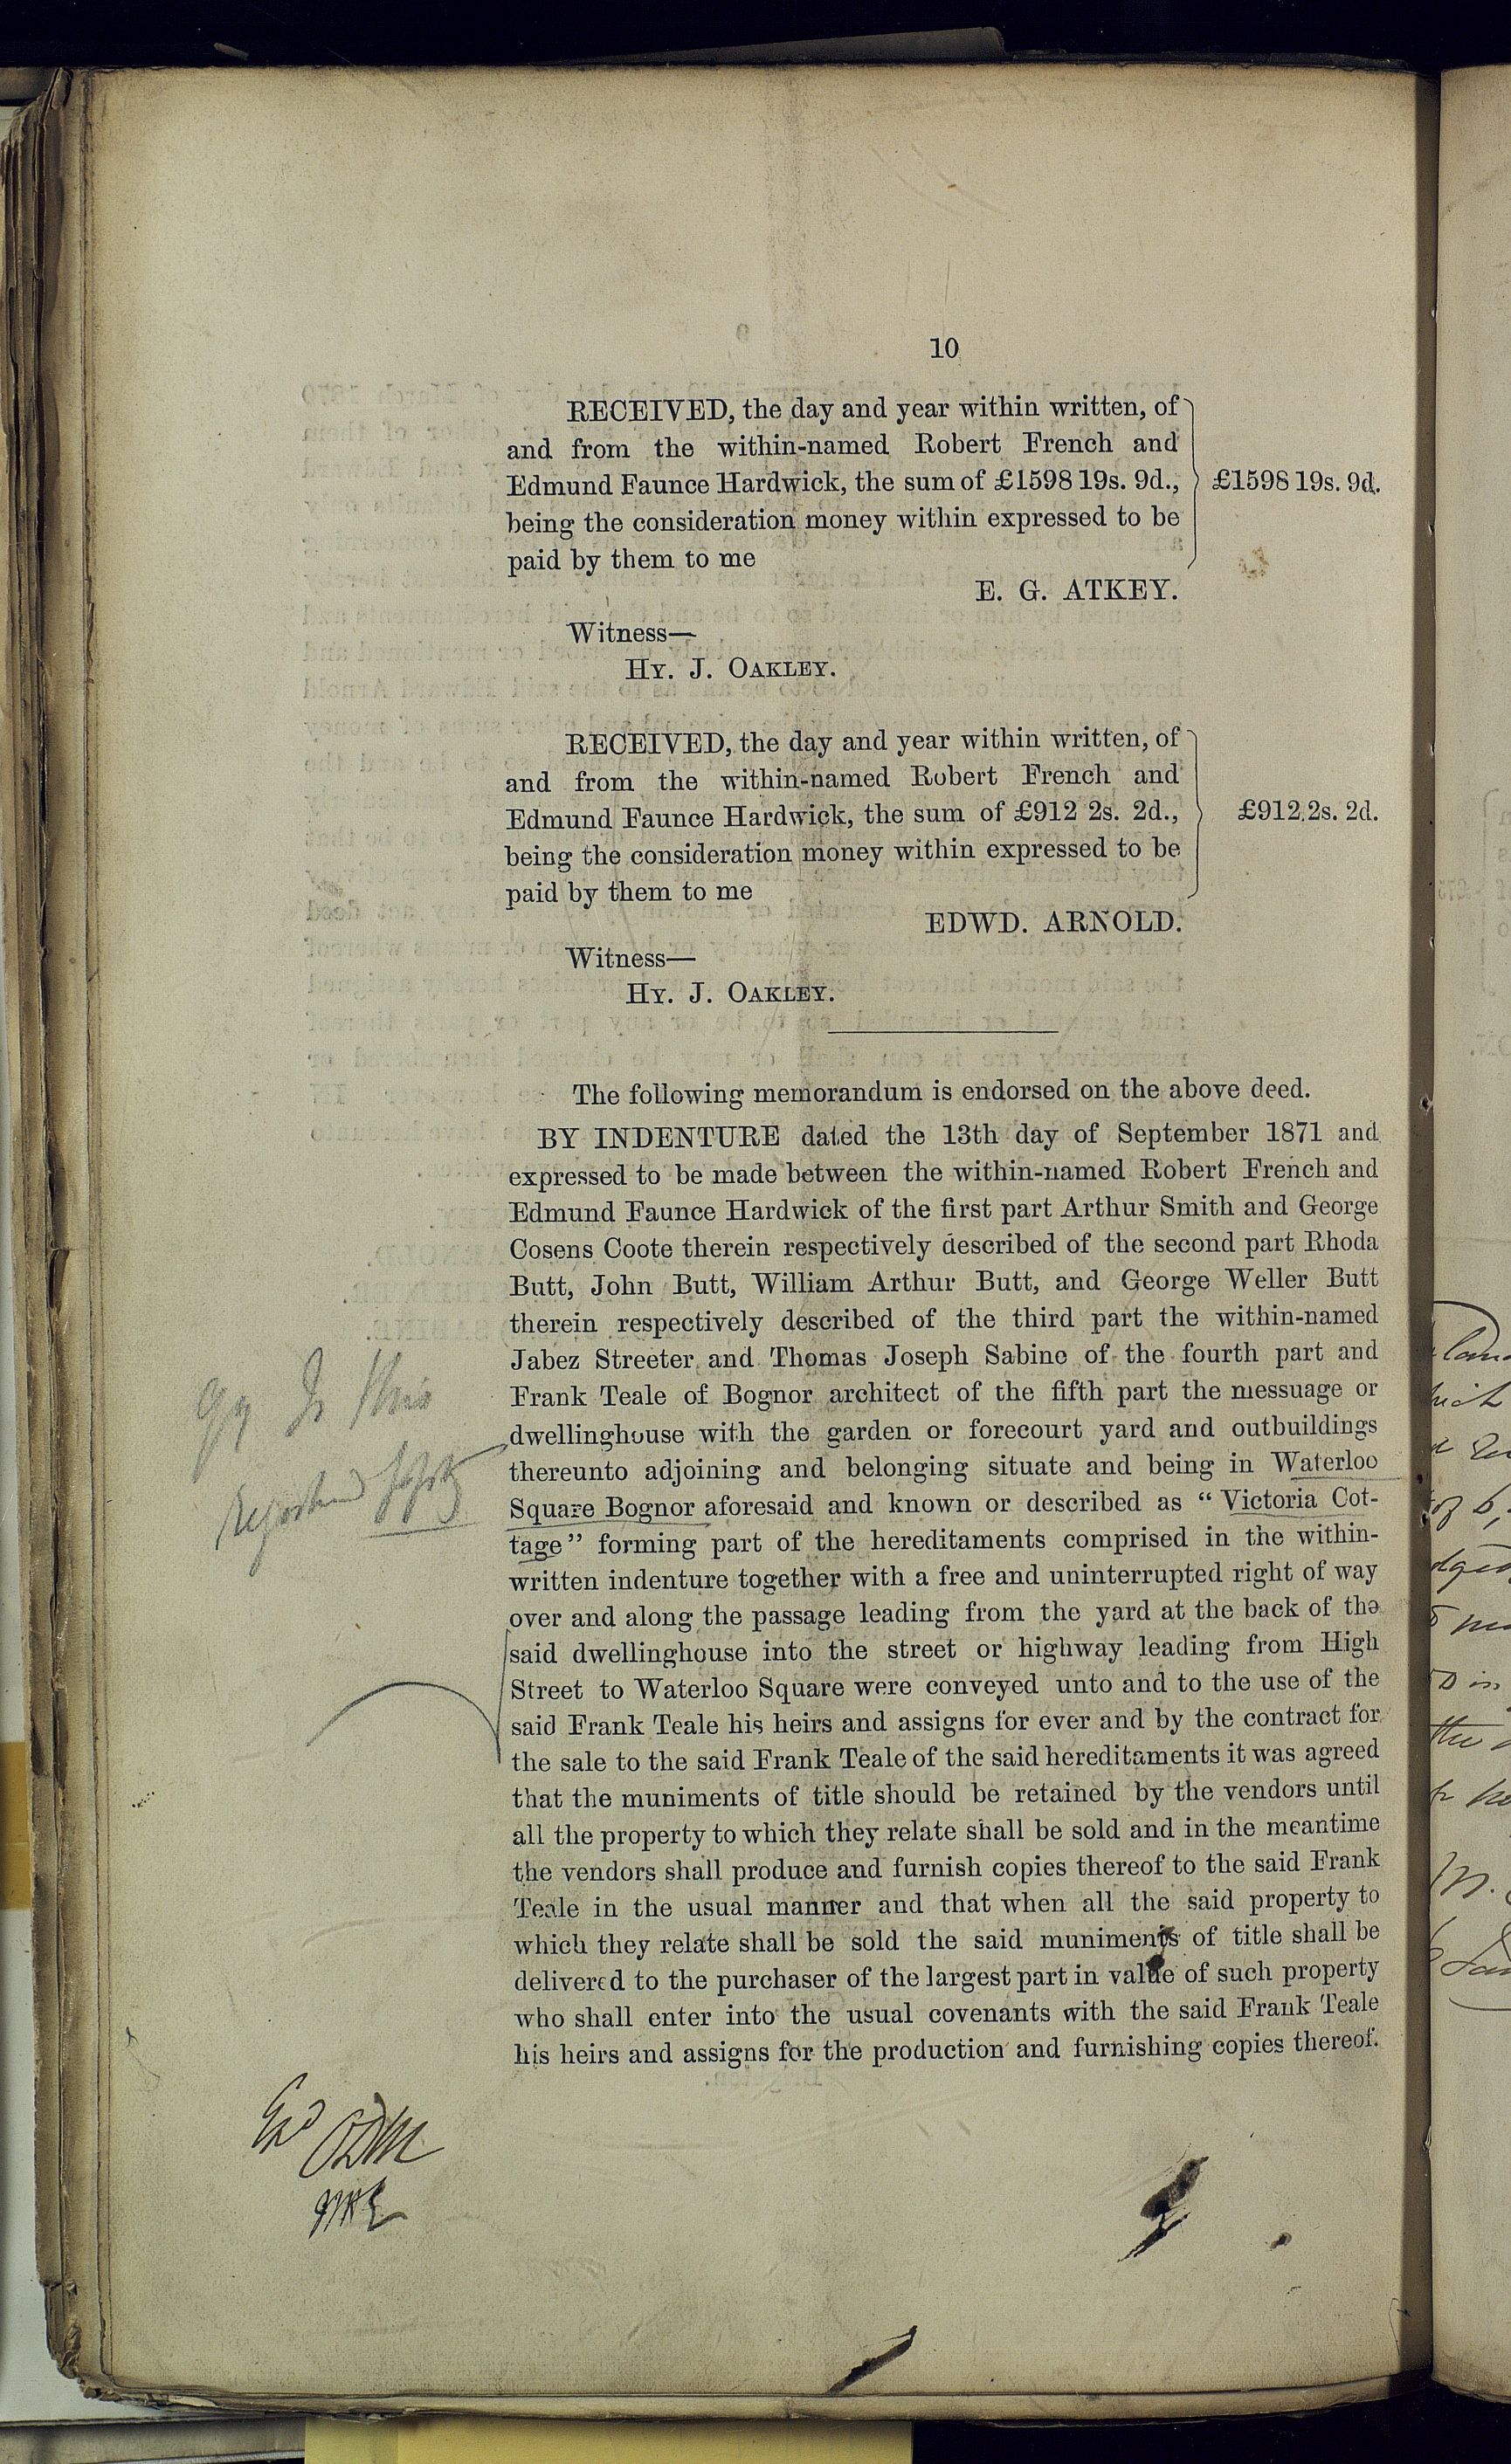 10
RECEIVED, the day and year within written, of
and from the within-named Robert French and
Edmund Faunce Hardwick, the sum of £1598 19s. 9d., £1598 19s. 9d.
being the consideration money within expressed to be
paid by them to me
E. G. ATKEY.
Witness—
HY. J. OAKLEY.
RECEIVED, the day and year within written, of
and from the within-named Robert French and
Edmund Faunce Hardwick, the sum of £912 2s. 2d., £912 2s. 2d.
being the consideration money within expressed to be
paid by them to me
EDWD. ARNOLD.
Witness—
HY. J. OAKLEY.
The following memorandum is endorsed on the above deed.
BY INDENTURE dated the 13th day of September 1871 and
expressed to be made between the within-named Robert French and
Edmund Faunce Hardwick of the first part Arthur Smith and George
Cosens Coote therein respectively described of the second part Rhoda
Butt, John Butt, William Arthur Butt, and George Weller Butt
therein respectively described of the third part the within-named
Jabez Streeter and Thomas Joseph Sabine of the fourth part and
Frank Teale of Bognor architect of the fifth part the messuage or
dwellinghouse with the garden or forecourt yard and outbuildings
thereunto adjoining and belonging situate and being in Waterloo
Square Bognor aforesaid and known or described as “ Victoria Cot-
tage ” forming part of the hereditaments comprised in the within-
written indenture together with a free and uninterrupted right of way
over and along the passage leading from the yard at the back of the
said dwellinghouse into the street or highway leading from High
Street to Waterloo Square were conveyed unto and to the use of the
said Frank Teale his heirs and assigns for ever and by the contract for
the sale to the said Frank Teale of the said hereditaments it was agreed
that the muniments of title should be retained by the vendors until
all the property to which they relate shall be sold and in the meantime
the vendors shall produce and furnish copies thereof to the said Frank
Teale in the usual manner and that when all the said property to
which they relate shall be sold the said muniments of title shall be
delivered to the purchaser of the largest part in value of such property
who shall enter into the usual covenants with the said Frank Teale
his heirs and assigns for the production and furnishing copies thereof.
Is this